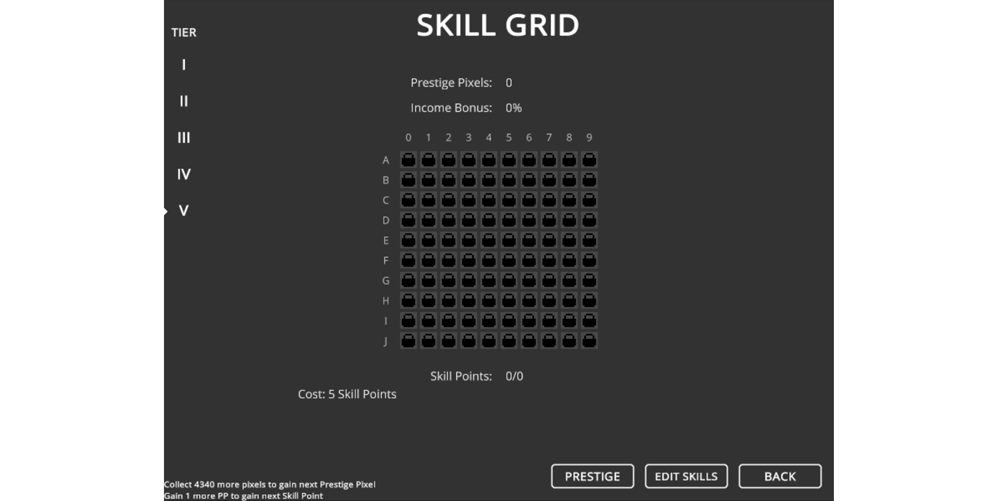 SKILL GRID
TIER
I
II
III
IV
V
Prestige Pixels: 0
Income Bonus: 0%
0 1 2 3 4 5 6 7 8 9
A
B
C
D
E
F
G
H
I
J
Skill Points: 0/0
Cost: 5 Skill Points
PRESTIGE EDIT SKILLS BACK
Collect 4340 more pixels to gain next Prestige Pixel
Gain 1 more PP to gain next Skill Point